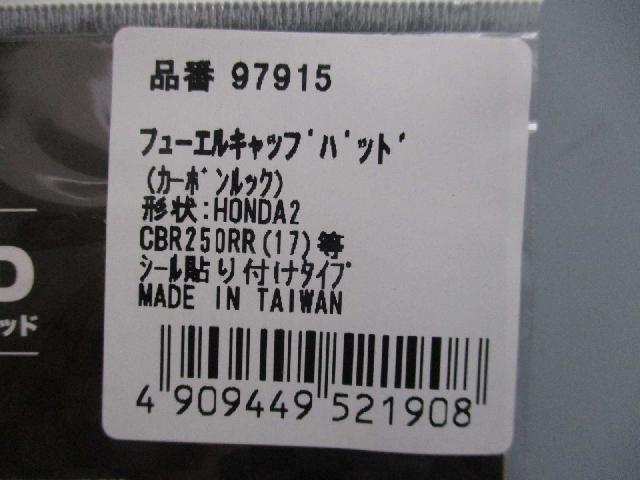 品番 97915
フューエルキャップパッド
(カーボンルック)
形状:HONDA2
CBR250RR(17)等
シール貼り付けタイプ
MADE IN TAIWAN
4 909449 521908
D
ッド